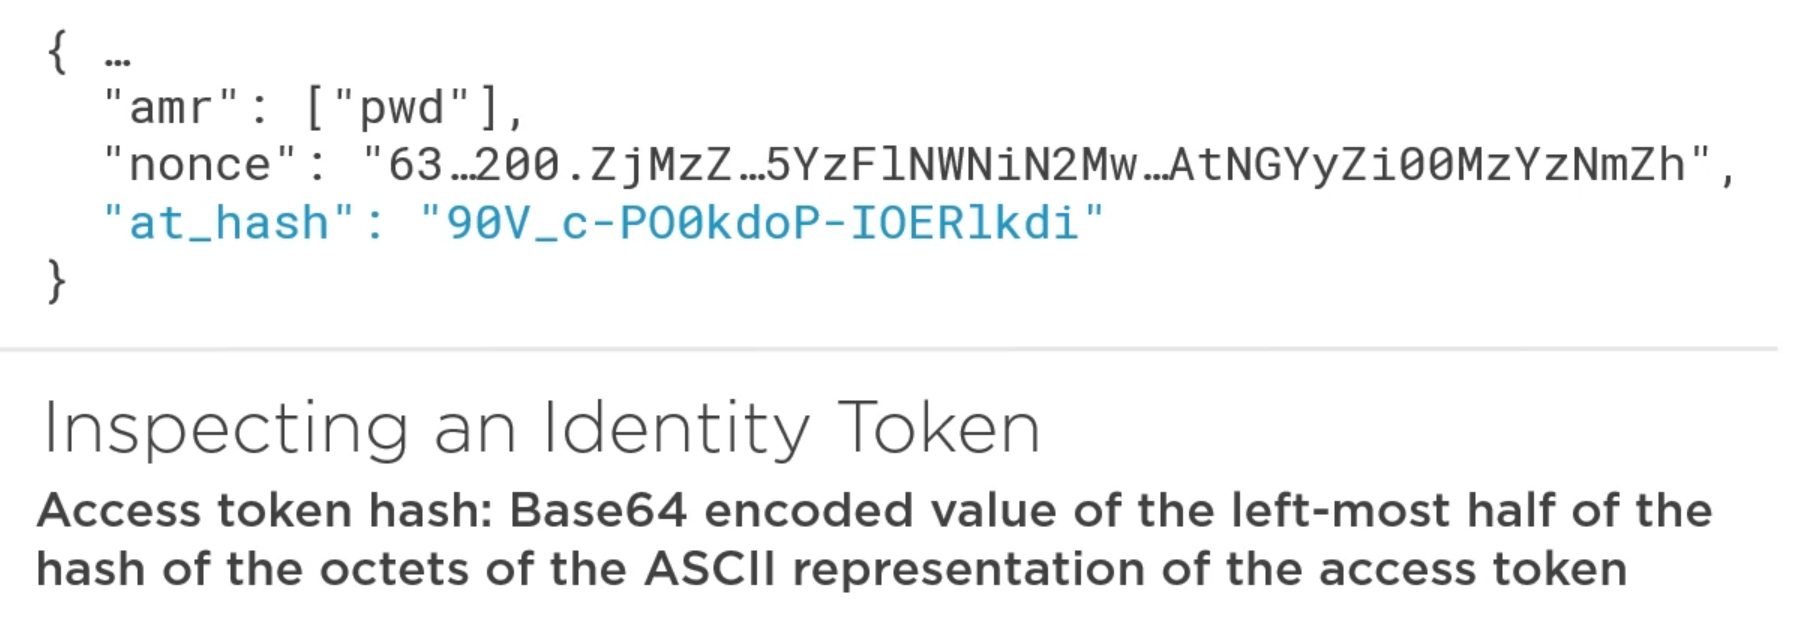 { …
"amr": ["pwd"],
"nonce": "63…200.ZjMzZ…5YzFlNWNiN2Mw…AtNGYyZi00MzYzNmZh",
"at_hash": "90V_c-PO0kdoP-IOERlkdi"
}
Inspecting an Identity Token
Access token hash: Base64 encoded value of the left-most half of the
hash of the octets of the ASCII representation of the access token